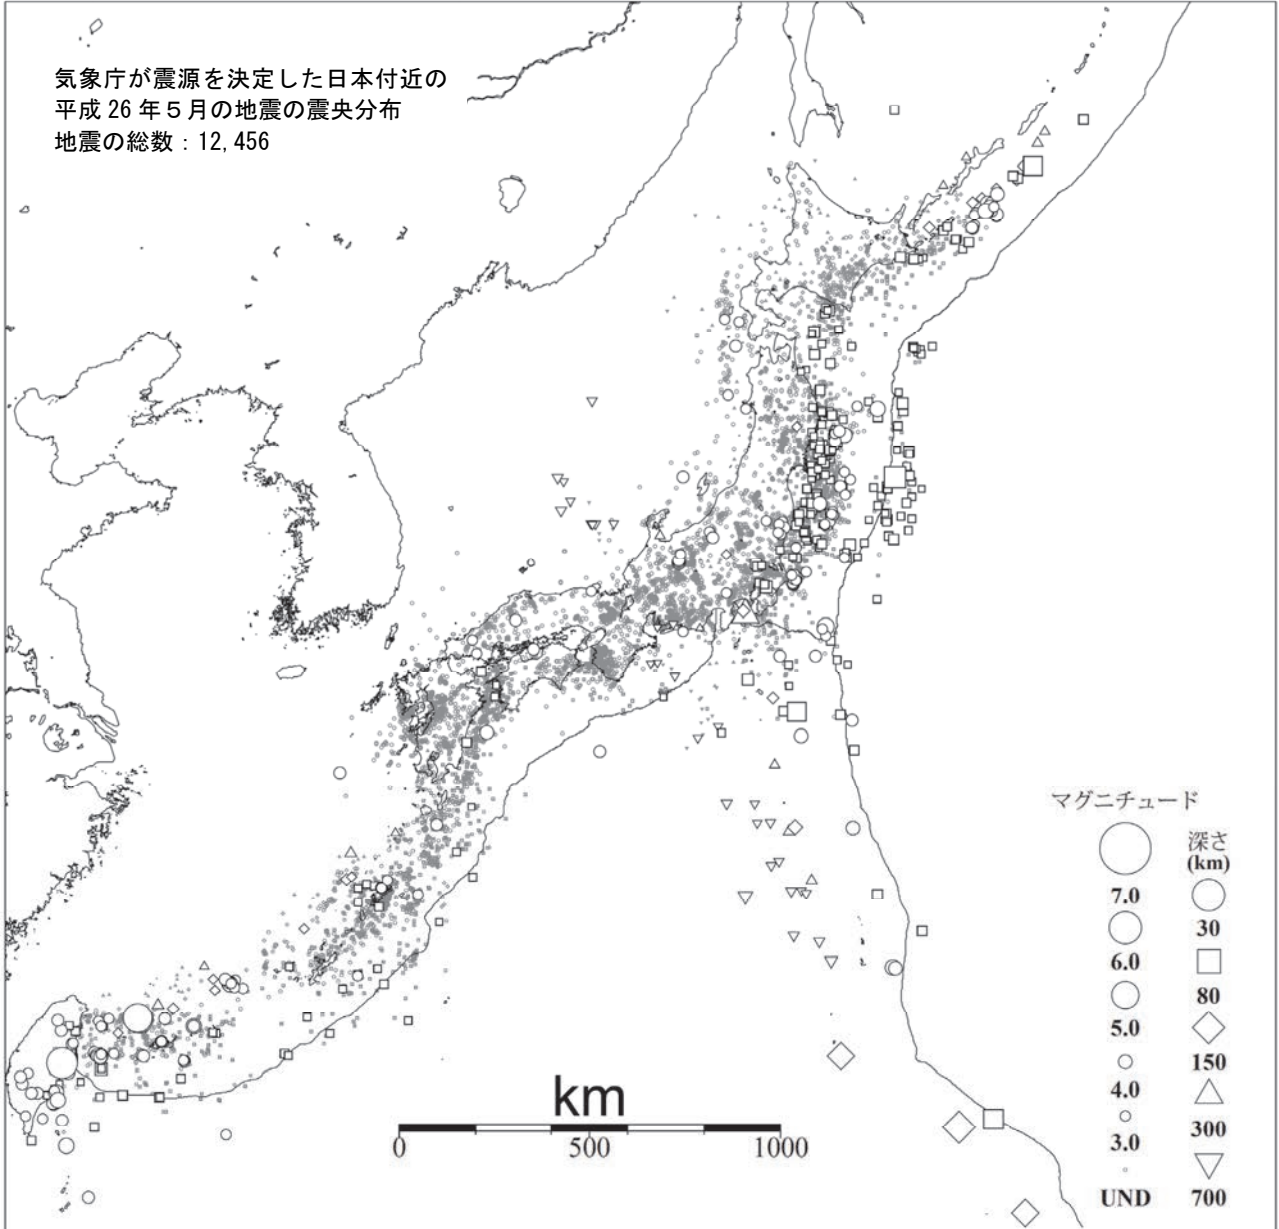 気象庁が震源を決定した日本付近の
平成26年5月の地震の震央分布
地震の総数：12,456
マグニチュード
深さ
(km)
7.0
30
6.0
80
5.0
150
4.0
300
3.0
UND 700
km
0 500 1000